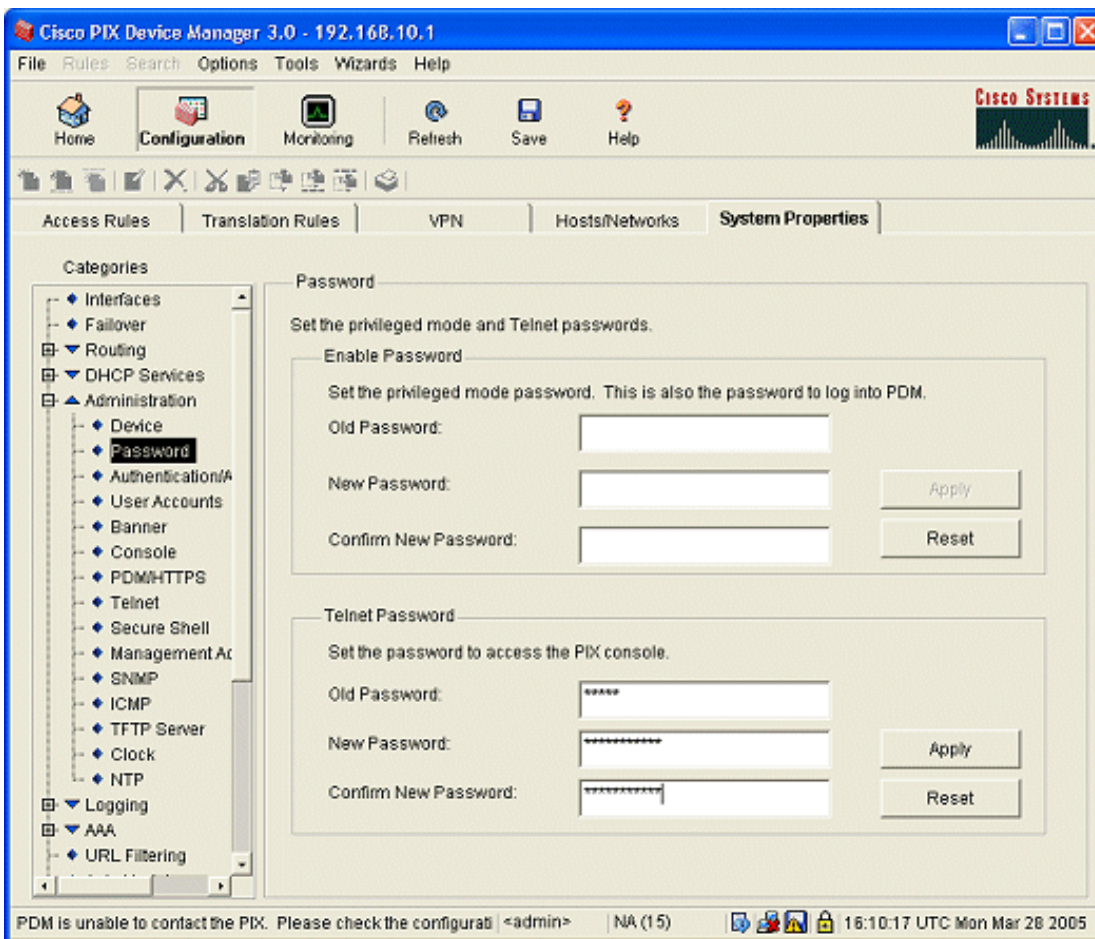 Cisco PIX Device Manager 3.0 - 192.168.10.1
File Rules Search Options Tools Wizards Help
Home Configuration Monitoring Refresh Save Help
CISCO SYSTEMS
Access Rules Translation Rules VPN Hosts/Networks System Properties
Categories
Interfaces
Failover
Routing
DHCP Services
Administration
Device
Password
Authentication/A
User Accounts
Banner
Console
PDM/HTTPS
Telnet
Secure Shell
Management Ac
SNMP
ICMP
TFTP Server
Clock
NTP
Logging
AAA
URL Filtering
Password
Set the privileged mode and Telnet passwords.
Enable Password
Set the privileged mode password. This is also the password to log into PDM.
Old Password:
New Password:
Apply
Confirm New Password:
Reset
Telnet Password
Set the password to access the PIX console.
Old Password: *****
New Password: ***********
Apply
Confirm New Password: ***********
Reset
PDM is unable to contact the PIX. Please check the configurati <admin> NA (15) 16:10:17 UTC Mon Mar 28 2005